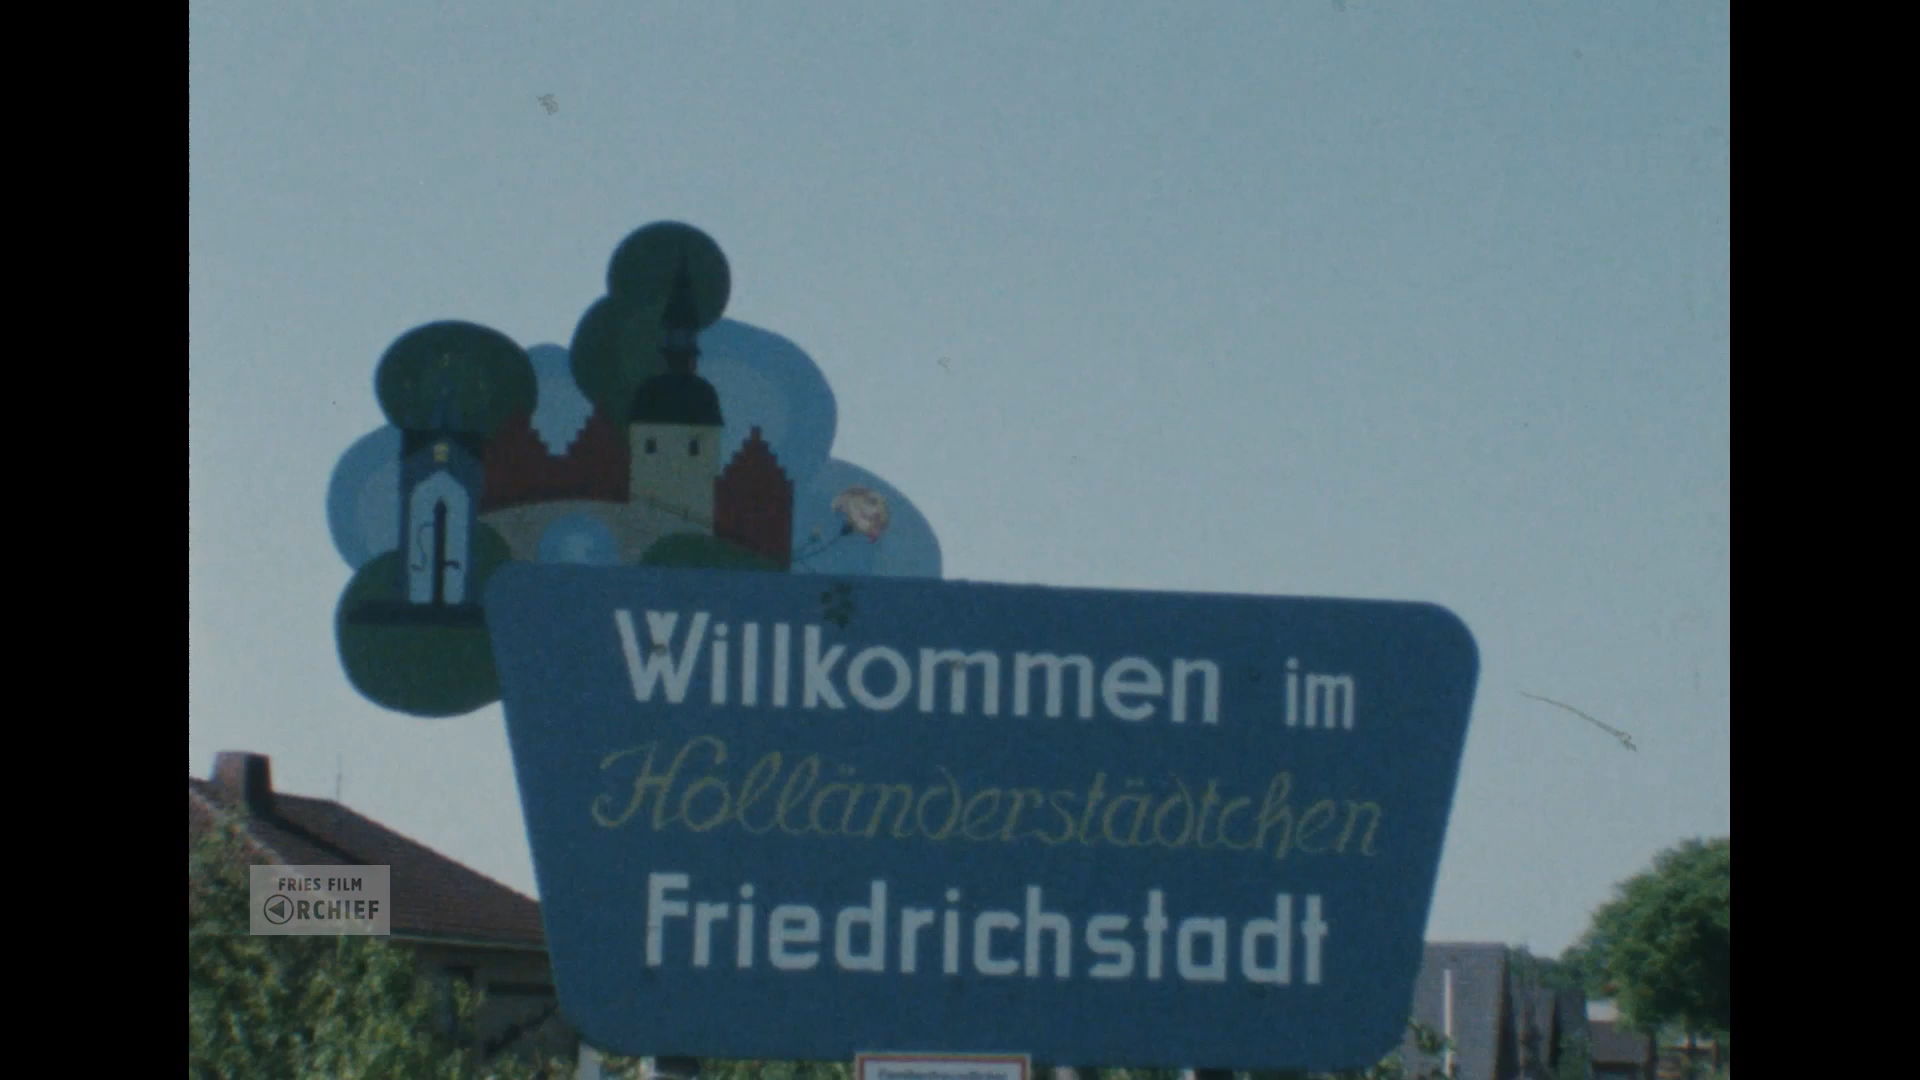 Willkommen im
Holländerstädtchen
Friedrichstadt
FRIES FILM
ARCHIEF